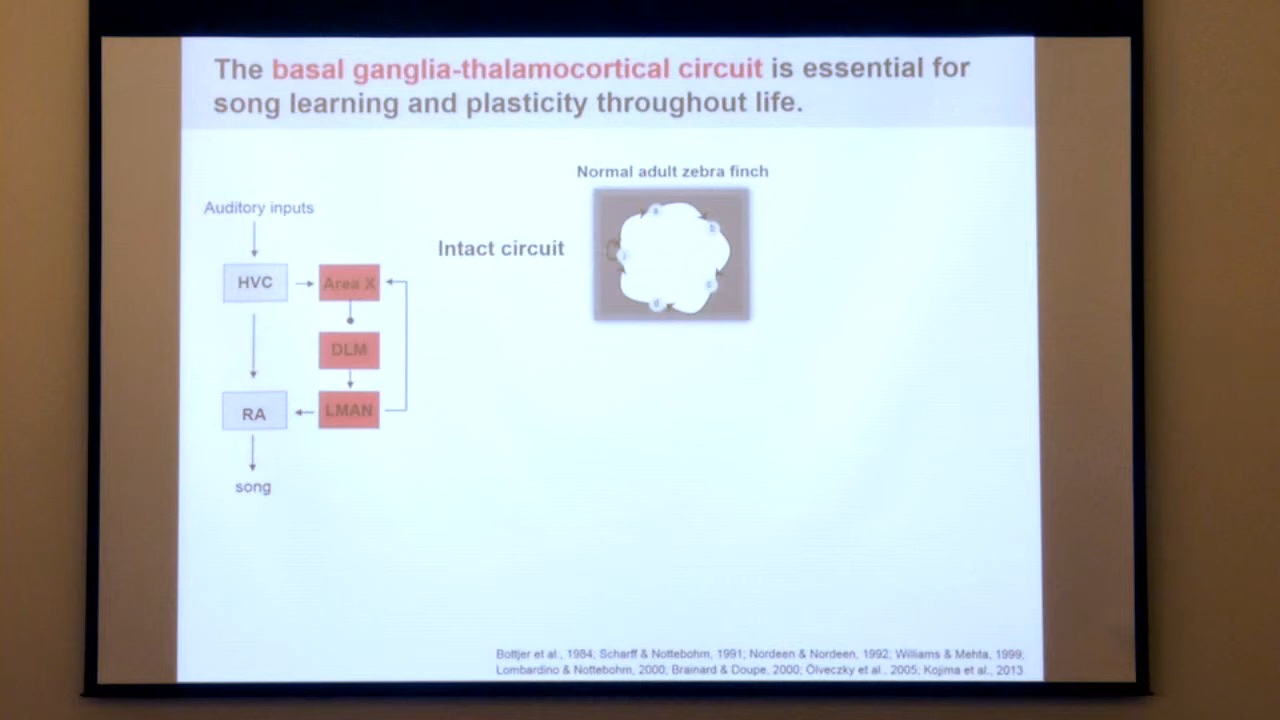 The basal ganglia-thalamocortical circuit is essential for
song learning and plasticity throughout life.
Normal adult zebra finch
Auditory inputs
Intact circuit
HVC
Area X
DLM
RA
LMAN
song
Bottjer et al., 1984; Scharff & Nottebohm, 1991; Nordeen & Nordeen, 1992; Williams & Mehta, 1999;
Lombardino & Nottebohm, 2000; Brainard & Doupe, 2000; Ölveczky et al., 2005; Kojima et al., 2013